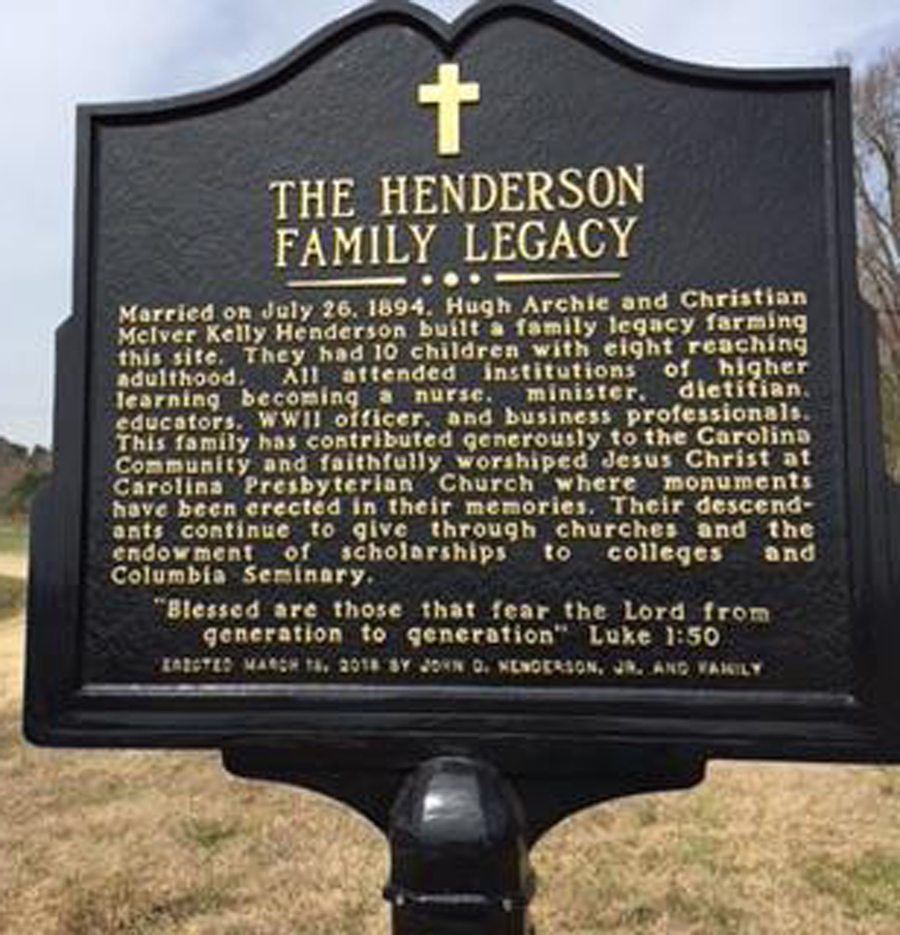 THE HENDERSON
FAMILY LEGACY
Married on July 26, 1894, Hugh Archie and Christian
McIver Kelly Henderson built a family legacy farming
this site. They had 10 children with eight reaching
adulthood. All attended institutions of higher
learning becoming a nurse, minister, dietitian,
educators, WWII officer, and business professionals.
This family has contributed generously to the Carolina
Community and faithfully worshiped Jesus Christ at
Carolina Presbyterian Church where monuments
have been erected in their memories. Their descend-
ants continue to give through churches and the
endowment of scholarships to colleges and
Columbia Seminary.
"Blessed are those that fear the Lord from
generation to generation" Luke 1:50
ERECTED MARCH 2018 BY JOHN D. HENDERSON, JR. AND FAMILY